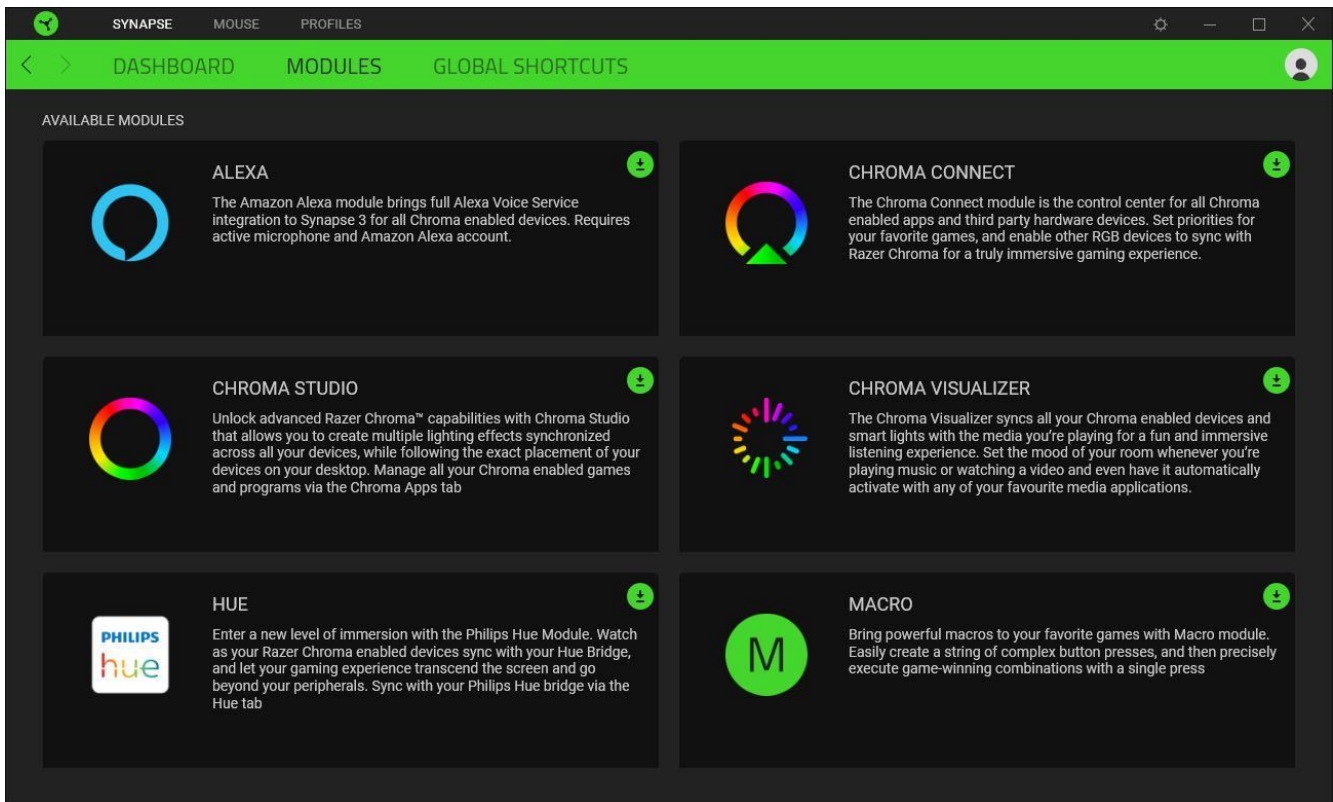 SYNAPSE MOUSE PROFILES
DASHBOARD MODULES GLOBAL SHORTCUTS
AVAILABLE MODULES
ALEXA
The Amazon Alexa module brings full Alexa Voice Service
integration to Synapse 3 for all Chroma enabled devices. Requires
active microphone and Amazon Alexa account.
CHROMA CONNECT
The Chroma Connect module is the control center for all Chroma
enabled apps and third party hardware devices. Set priorities for
your favorite games, and enable other RGB devices to sync with
Razer Chroma for a truly immersive gaming experience.
CHROMA STUDIO
Unlock advanced Razer Chroma™ capabilities with Chroma Studio
that allows you to create multiple lighting effects synchronized
across all your devices, while following the exact placement of your
devices on your desktop. Manage all your Chroma enabled games
and programs via the Chroma Apps tab
CHROMA VISUALIZER
The Chroma Visualizer syncs all your Chroma enabled devices and
smart lights with the media you're playing for a fun and immersive
listening experience. Set the mood of your room whenever you're
playing music or watching a video and even have it automatically
activate with any of your favourite media applications.
PHILIPS
hue
HUE
Enter a new level of immersion with the Philips Hue Module. Watch
as your Razer Chroma enabled devices sync with your Hue Bridge,
and let your gaming experience transcend the screen and go
beyond your peripherals. Sync with your Philips Hue bridge via the
Hue tab
M
MACRO
Bring powerful macros to your favorite games with Macro module.
Easily create a string of complex button presses, and then precisely
execute game-winning combinations with a single press